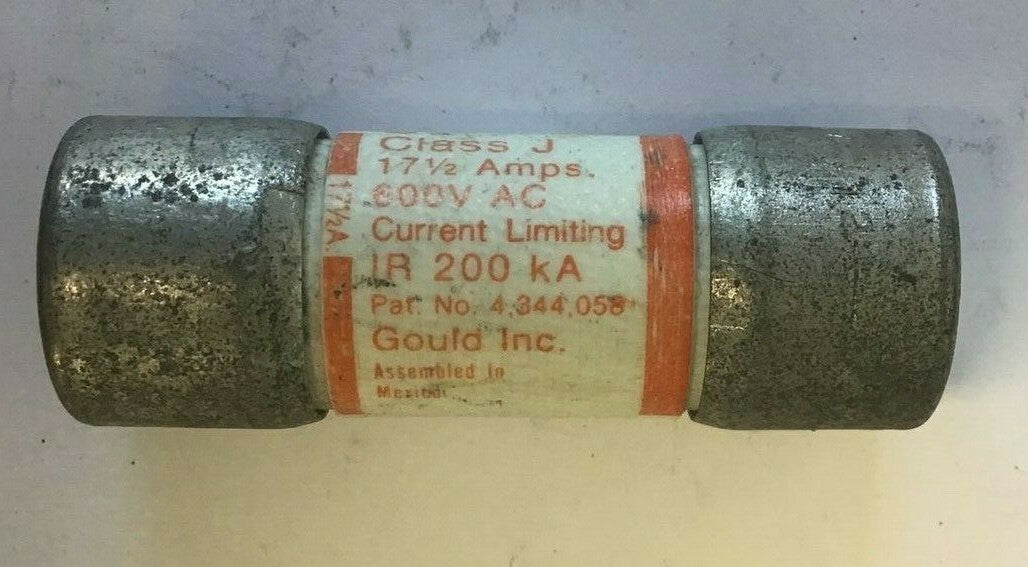 Class J
17½ Amps.
600V AC
Current Limiting
IR 200 kA
Pat. No. 4,344,058
Gould Inc.
Assembled in
Mexico
17½A